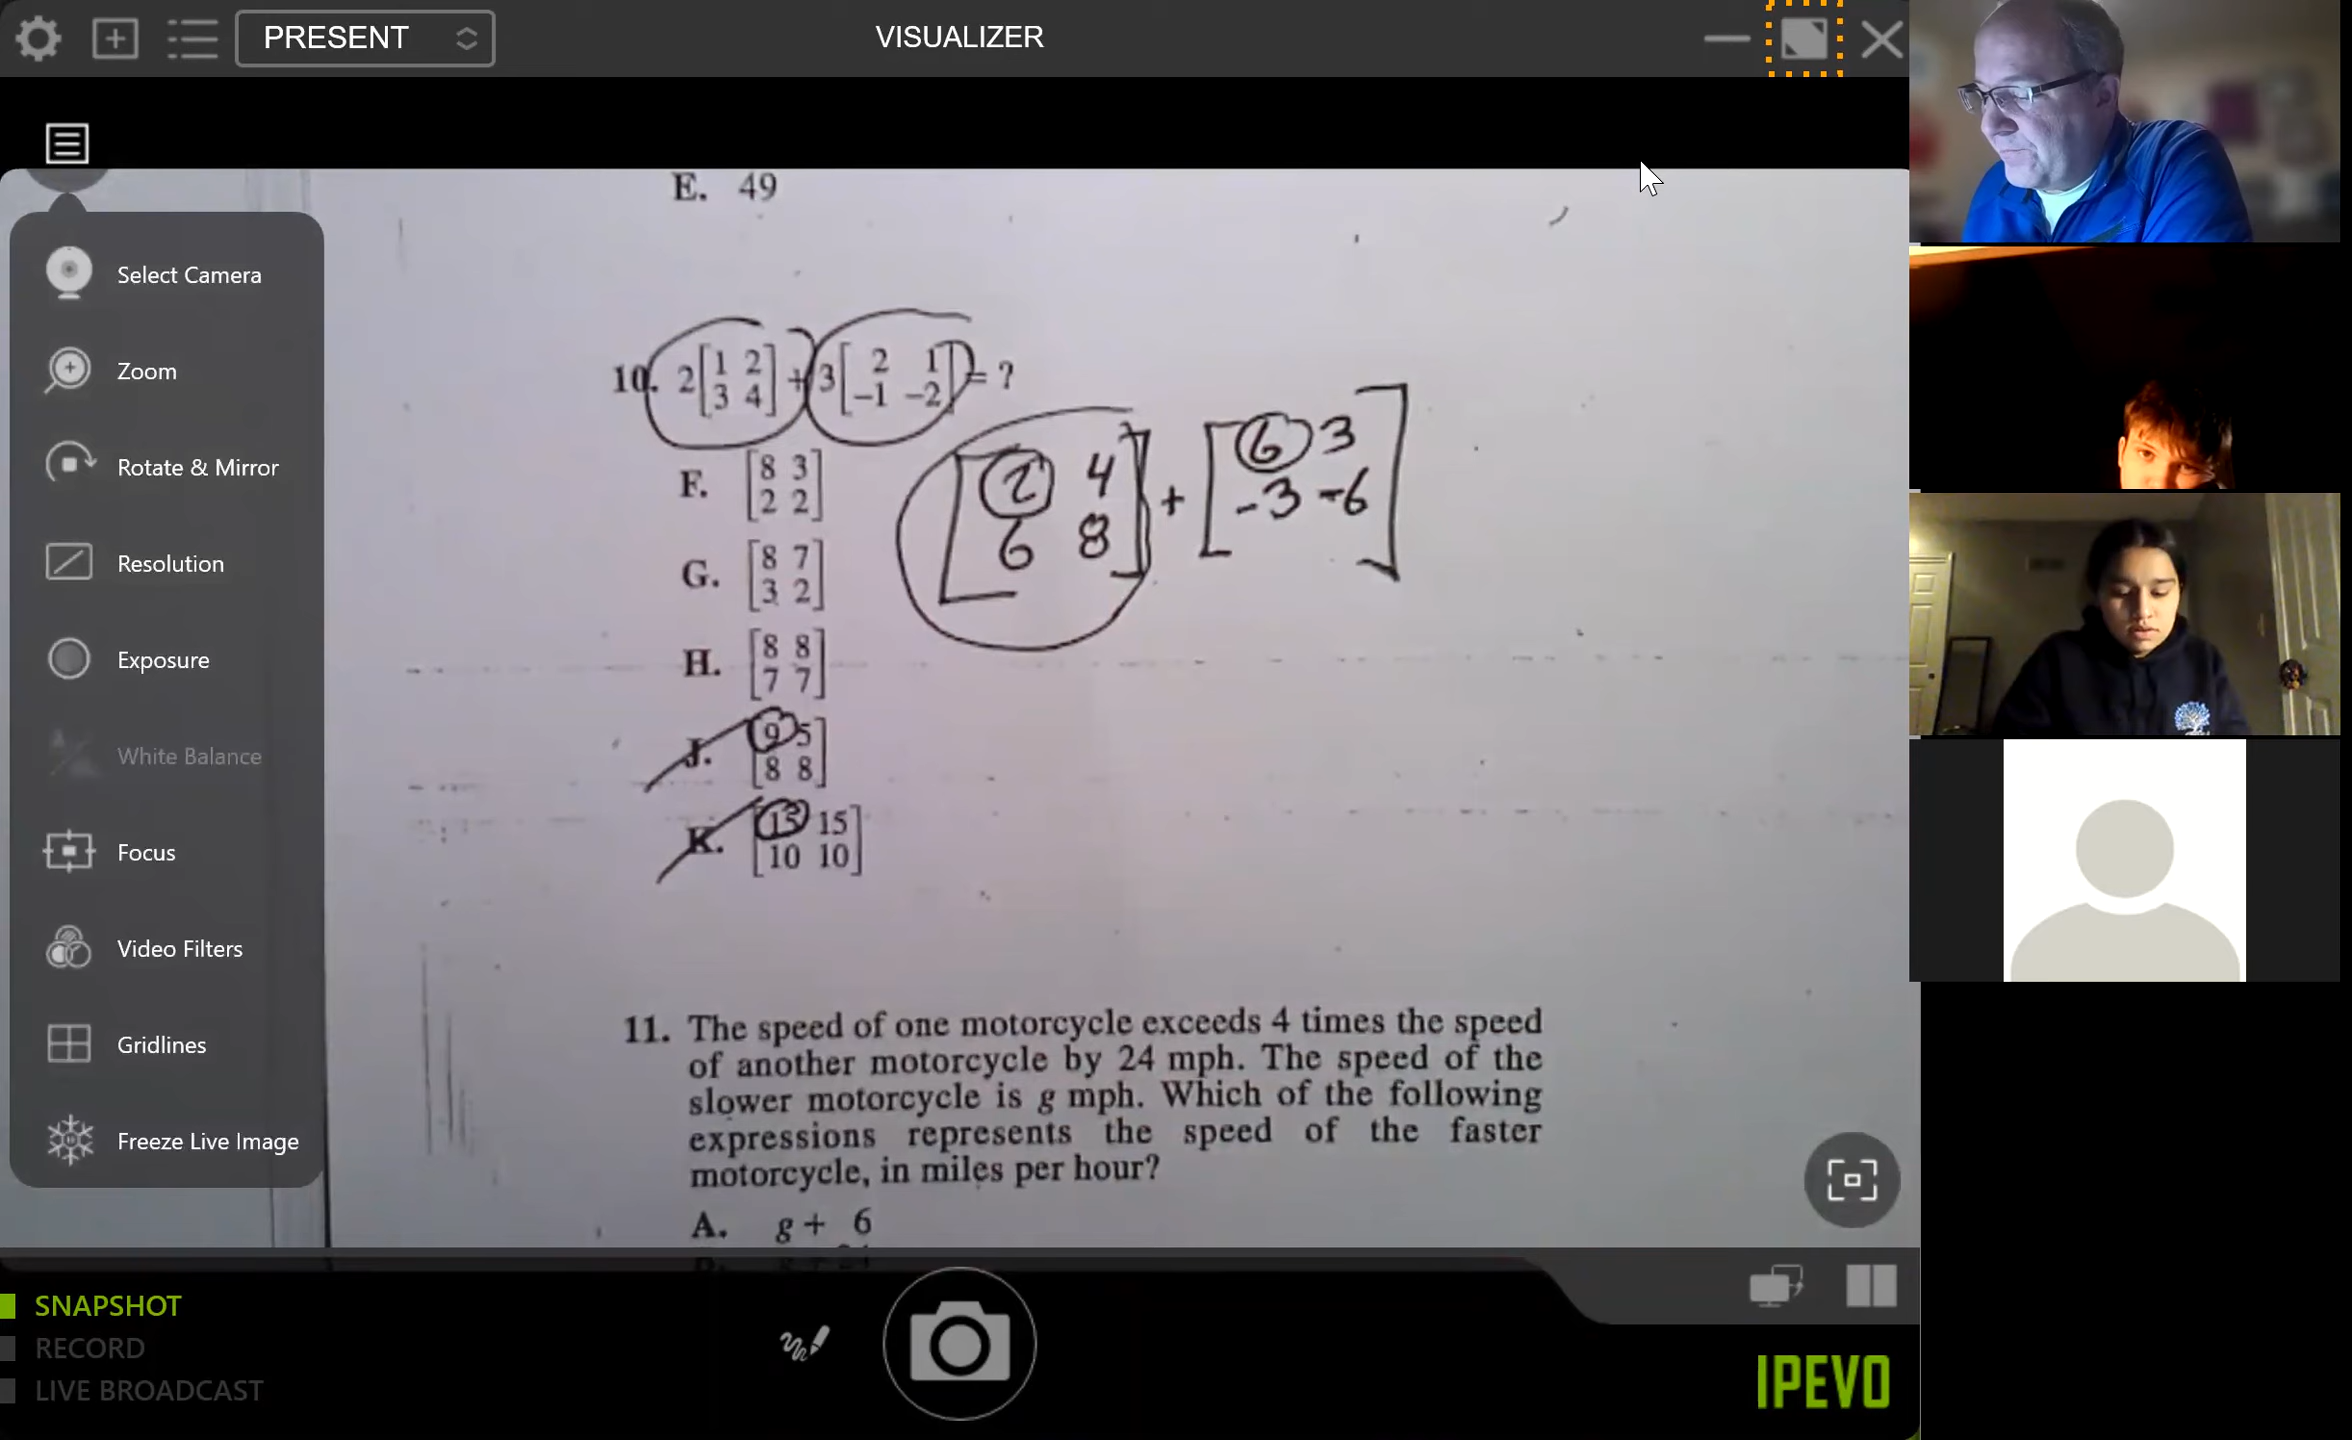 PRESENT
VISUALIZER
Select Camera
Zoom
Rotate & Mirror
Resolution
Exposure
White Balance
Focus
Video Filters
Gridlines
Freeze Live Image
E. 49
10. 2 [1 2] + 3 [2 1] = ?
3 4 -1 -2
F. 8 3
2 2
G. 8 7
3 2
H. 8 8
7 7
J. 9 5
8 8
K. 15 15
10 10
2 4 + 6 3
6 8 -3 -6
11. The speed of one motorcycle exceeds 4 times the speed
of another motorcycle by 24 mph. The speed of the
slower motorcycle is g mph. Which of the following
expressions represents the speed of the faster
motorcycle, in miles per hour?
A. g + 6
SNAPSHOT
RECORD
LIVE BROADCAST
IPEVO